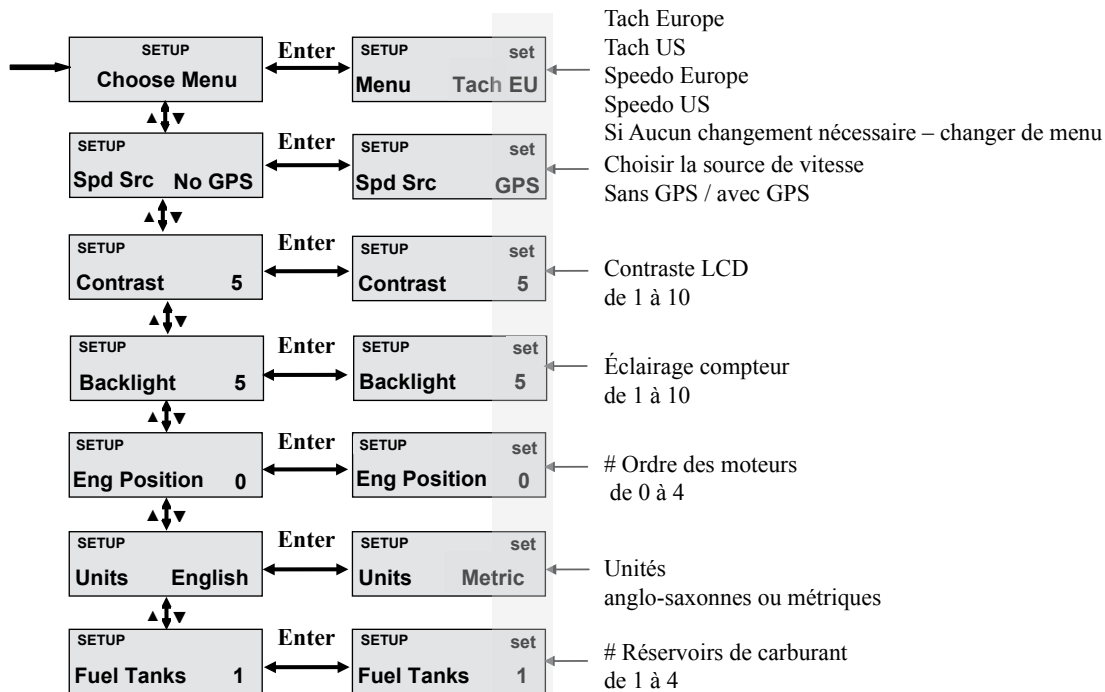 Tach Europe
Tach US
Speedo Europe
Speedo US
Si Aucun changement nécessaire – changer de menu
SETUP
Choose Menu
Enter
SETUP set
Menu Tach EU
▲ ▼
SETUP
Spd Src No GPS
Enter
SETUP set
Spd Src GPS
Choisir la source de vitesse
Sans GPS / avec GPS
▲ ▼
SETUP
Contrast 5
Enter
SETUP set
Contrast 5
Contraste LCD
de 1 à 10
▲ ▼
SETUP
Backlight 5
Enter
SETUP set
Backlight 5
Éclairage compteur
de 1 à 10
▲ ▼
SETUP
Eng Position 0
Enter
SETUP set
Eng Position 0
# Ordre des moteurs
de 0 à 4
▲ ▼
SETUP
Units English
Enter
SETUP set
Units Metric
Unités
anglo-saxonnes ou métriques
▲ ▼
SETUP
Fuel Tanks 1
Enter
SETUP set
Fuel Tanks 1
# Réservoirs de carburant
de 1 à 4